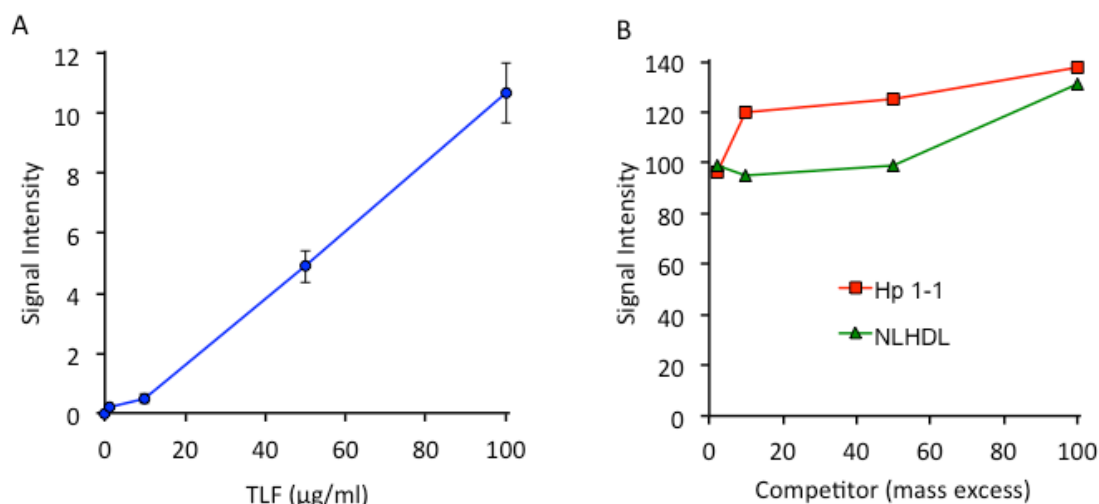 A
12
10
8
6
4
2
0
0 20 40 60 80 100
Signal Intensity
TLF (µg/ml)
B
140
120
100
80
60
40
20
0
0 20 40 60 80 100
Signal Intensity
Hp 1-1
NLHDL
Competitor (mass excess)